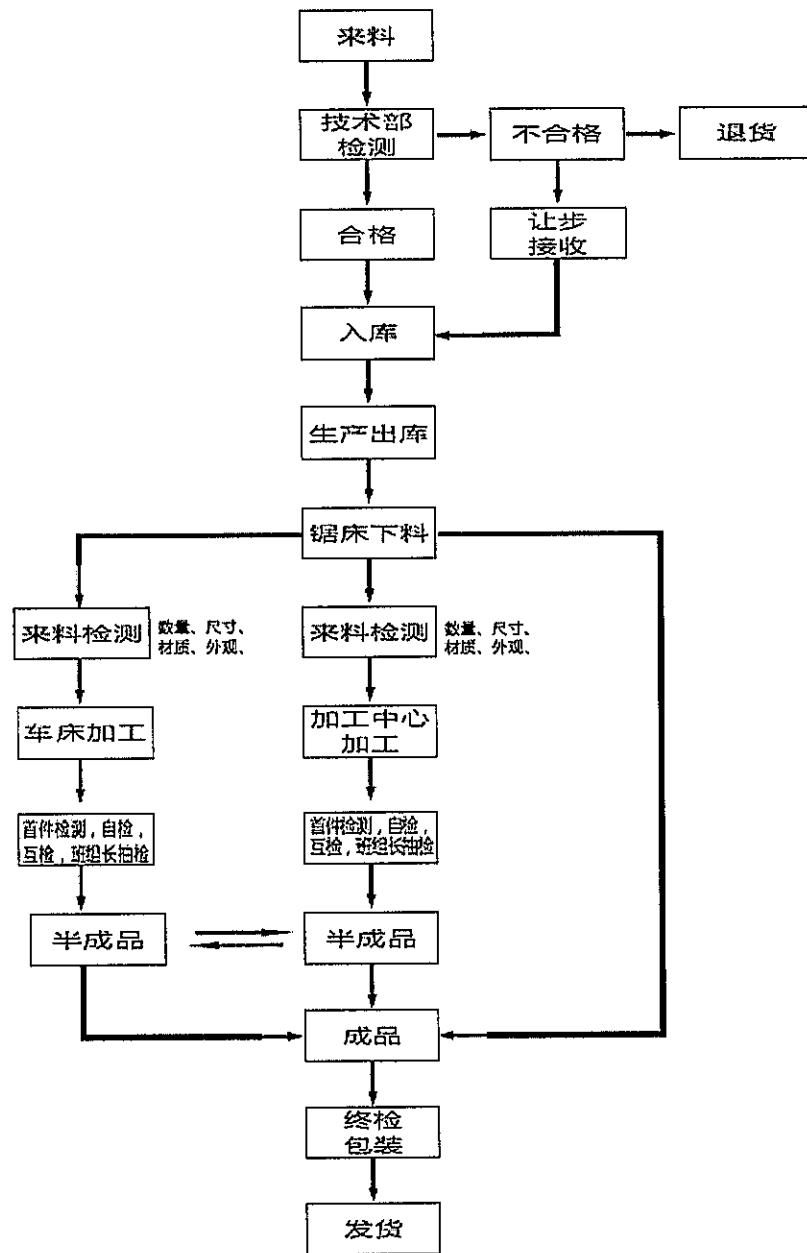 来料
技术部
检测
不合格
退货
合格
让步
接收
入库
生产出库
锯床下料
来料检测
数量、尺寸、
材质、外观、
来料检测
数量、尺寸、
材质、外观、
车床加工
加工中心
加工
首件检测，自检，
互检，班组长抽检
首件检测，自检，
互检，班组长抽检
半成品
半成品
成品
终检
包装
发货